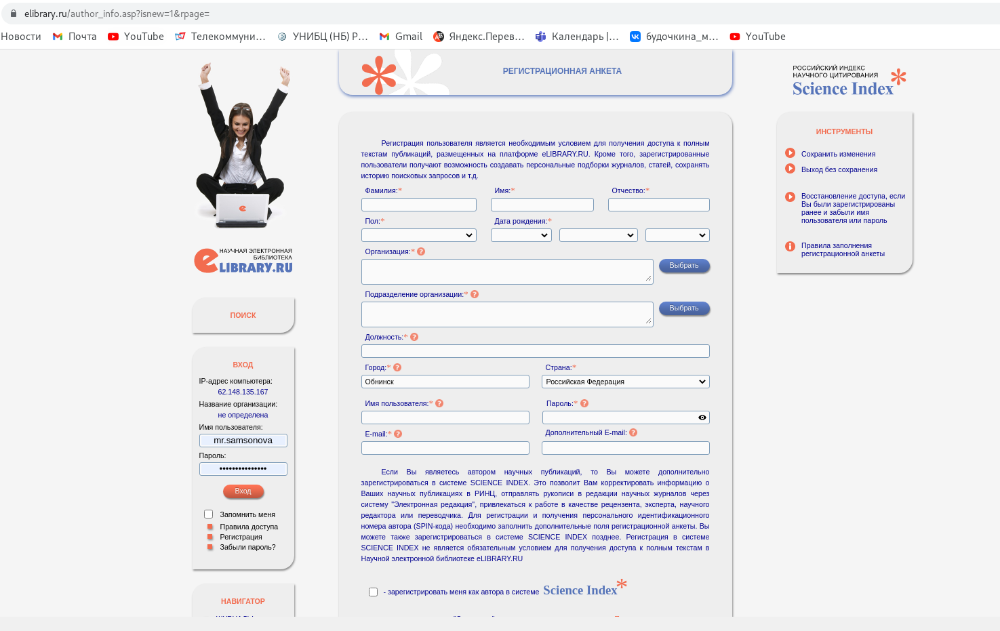 elibrary.ru/author_info.asp?isnew=1&rpage=
Новости Почта YouTube Телекоммуни... УНИБЦ (НБ) Р... Gmail Яндекс.Перев... Календарь |... будочкина_м... YouTube
РЕГИСТРАЦИОННАЯ АНКЕТА
РОССИЙСКИЙ ИНДЕКС
НАУЧНОГО ЦИТИРОВАНИЯ
Science Index*
НАУЧНАЯ ЭЛЕКТРОННАЯ
БИБЛИОТЕКА
eLIBRARY.RU
ПОИСК
ВХОД
IP-адрес компьютера:
62.148.135.167
Название организации:
не определена
Имя пользователя:
mr.samsonova
Пароль:
•••••••••••••••
Вход
Запомнить меня
Правила доступа
Регистрация
Забыли пароль?
НАВИГАТОР
Регистрация пользователя является необходимым условием для получения доступа к полным
текстам публикаций, размещенных на платформе eLIBRARY.RU. Кроме того, зарегистрированные
пользователи получают возможность создавать персональные подборки журналов, статей, сохранять
историю поисковых запросов и т.д.
Фамилия:* Имя:* Отчество:*
Пол:* Дата рождения:*
Организация:* ?
Выбрать
Подразделение организации:* ?
Выбрать
Должность:* ?
Город:* ? Страна:*
Обнинск Российская Федерация
Имя пользователя:* ? Пароль:* ?
E-mail:* ? Дополнительный E-mail: ?
Если Вы являетесь автором научных публикаций, то Вы можете дополнительно
зарегистрироваться в системе SCIENCE INDEX. Это позволит Вам корректировать информацию о
Ваших научных публикациях в РИНЦ, отправлять рукописи в редакции научных журналов через
систему "Электронная редакция", привлекаться к работе в качестве рецензента, эксперта, научного
редактора или переводчика. Для регистрации и получения персонального идентификационного
номера автора (SPIN-кода) необходимо заполнить дополнительные поля регистрационной анкеты. Вы
можете также зарегистрироваться в системе SCIENCE INDEX позднее. Регистрация в системе
SCIENCE INDEX не является обязательным условием для получения доступа к полным текстам в
Научной электронной библиотеке eLIBRARY.RU
- зарегистрировать меня как автора в системе Science Index*
ИНСТРУМЕНТЫ
Сохранить изменения
Выход без сохранения
Восстановление доступа, если
Вы были зарегистрированы
ранее и забыли имя
пользователя или пароль
Правила заполнения
регистрационной анкеты